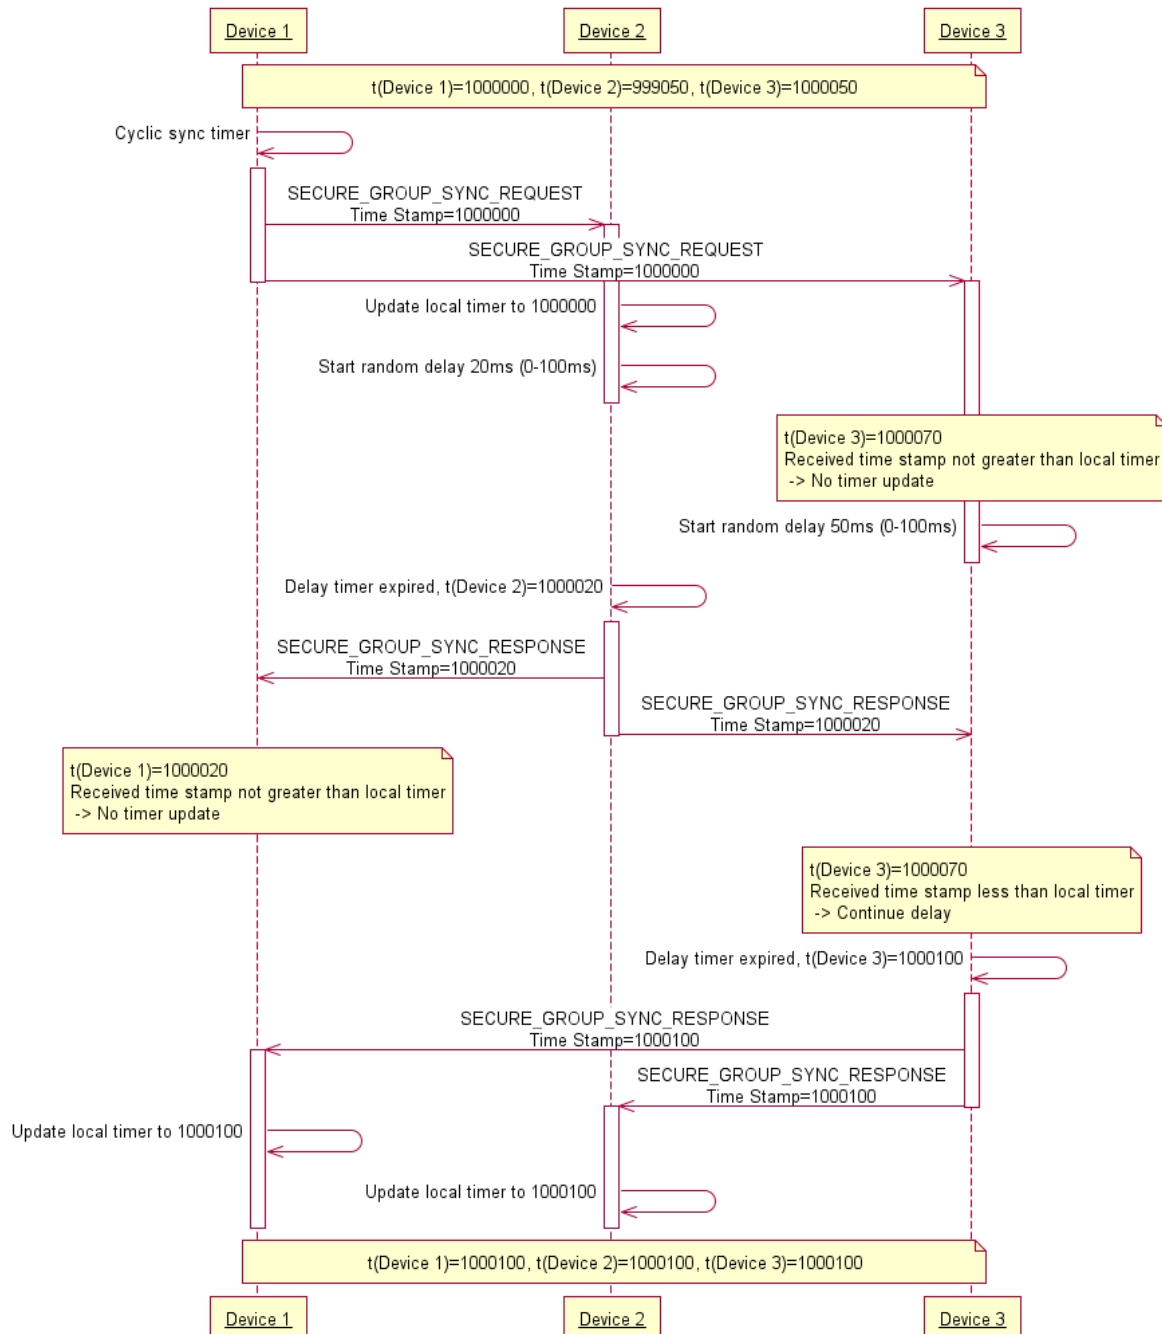 Device 1
Device 2
Device 3
t(Device 1)=1000000, t(Device 2)=999050, t(Device 3)=1000050
Cyclic sync timer
SECURE_GROUP_SYNC_REQUEST
Time Stamp=1000000
SECURE_GROUP_SYNC_REQUEST
Time Stamp=1000000
Update local timer to 1000000
Start random delay 20ms (0-100ms)
t(Device 3)=1000070
Received time stamp not greater than local timer
-> No timer update
Start random delay 50ms (0-100ms)
Delay timer expired, t(Device 2)=1000020
SECURE_GROUP_SYNC_RESPONSE
Time Stamp=1000020
SECURE_GROUP_SYNC_RESPONSE
Time Stamp=1000020
t(Device 1)=1000020
Received time stamp not greater than local timer
-> No timer update
t(Device 3)=1000070
Received time stamp less than local timer
-> Continue delay
Delay timer expired, t(Device 3)=1000100
SECURE_GROUP_SYNC_RESPONSE
Time Stamp=1000100
SECURE_GROUP_SYNC_RESPONSE
Time Stamp=1000100
Update local timer to 1000100
Update local timer to 1000100
t(Device 1)=1000100, t(Device 2)=1000100, t(Device 3)=1000100
Device 1
Device 2
Device 3